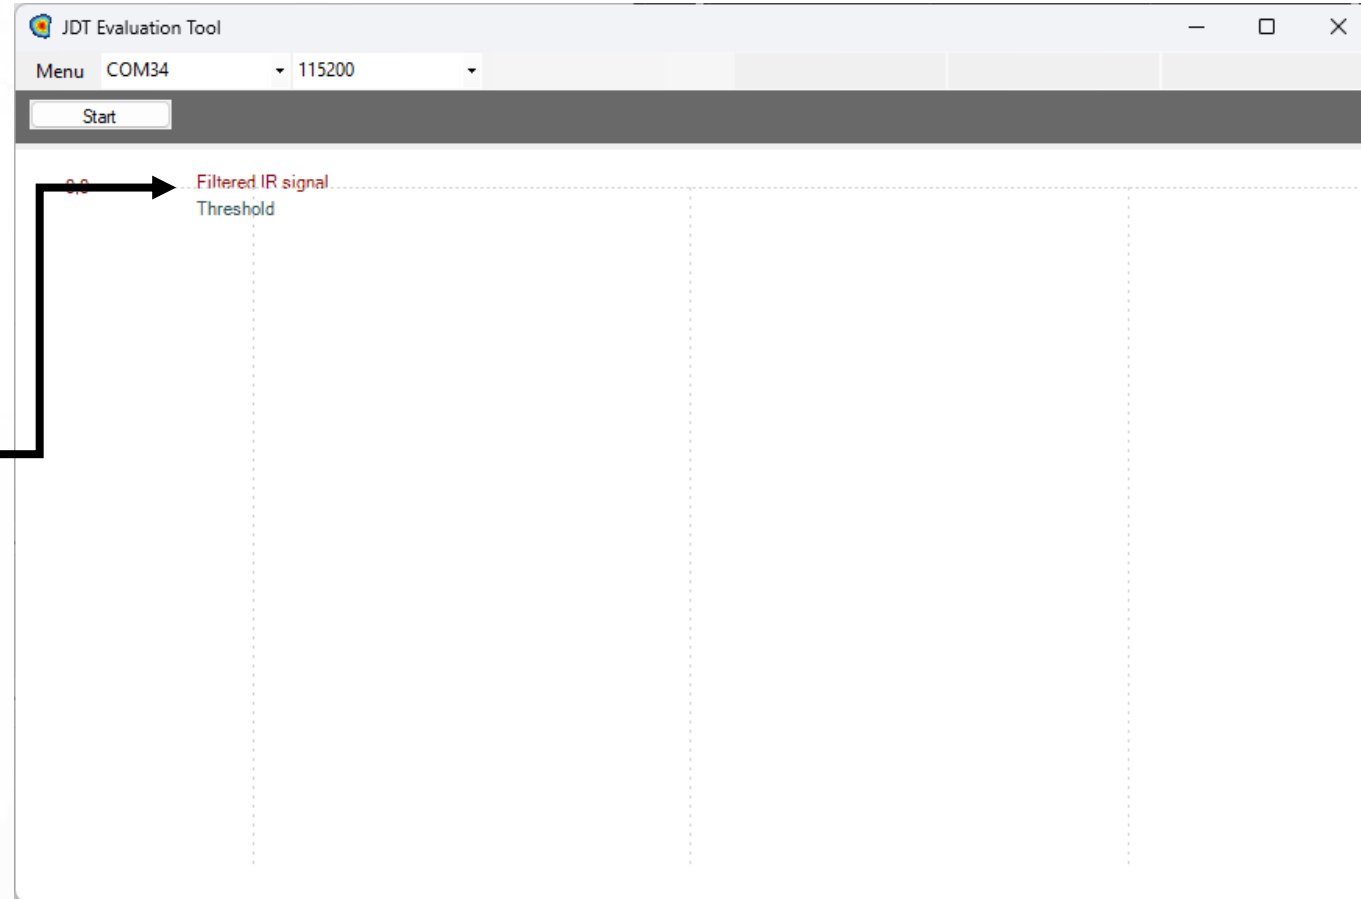 JDT Evaluation Tool
Menu COM34 115200
Start
Filtered IR signal
Threshold